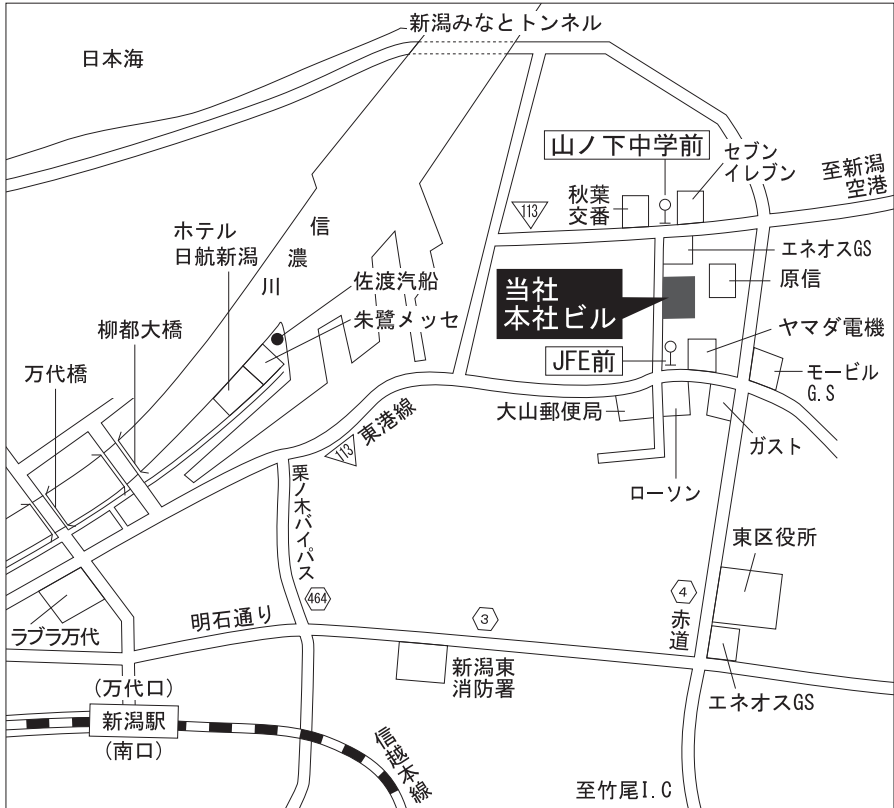 新潟みなとトンネル
日本海
山ノ下中学前
セブン
イレブン
至新潟
空港
秋葉
交番
113
ホテル
日航新潟
信
濃
川
エネオスGS
原信
佐渡汽船
朱鷺メッセ
当社
本社ビル
柳都大橋
ヤマダ電機
JFE前
万代橋
モービル
G.S
大山郵便局
東港線
113
ガスト
ローソン
栗ノ木バイパス
東区役所
464
明石通り
3
4
赤道
ラブラ万代
新潟東
消防署
エネオスGS
(万代口)
新潟駅
(南口)
信越本線
至竹尾I.C